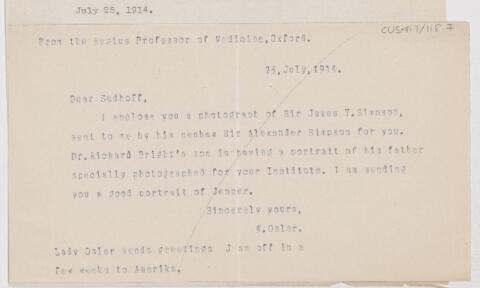 July 25, 1914.
CUS-417/118.7
From the Regius Professor of Medicine,Oxford.
25,July,1914.
Dear Sudhoff,
I enclose you a photograpt of Sir James Y.Simpson,
sent to me by his nephew Sir Alexander Simpson for you.
Dr.Richard Bright's son is having a portrait of his father
specially photographed for your Institute. I am sending
you a good portrait of Jenner.
Sincerely yours,
W.Osler.
Lady Osler sends greetings I am off in a
few weeks to Amerika.